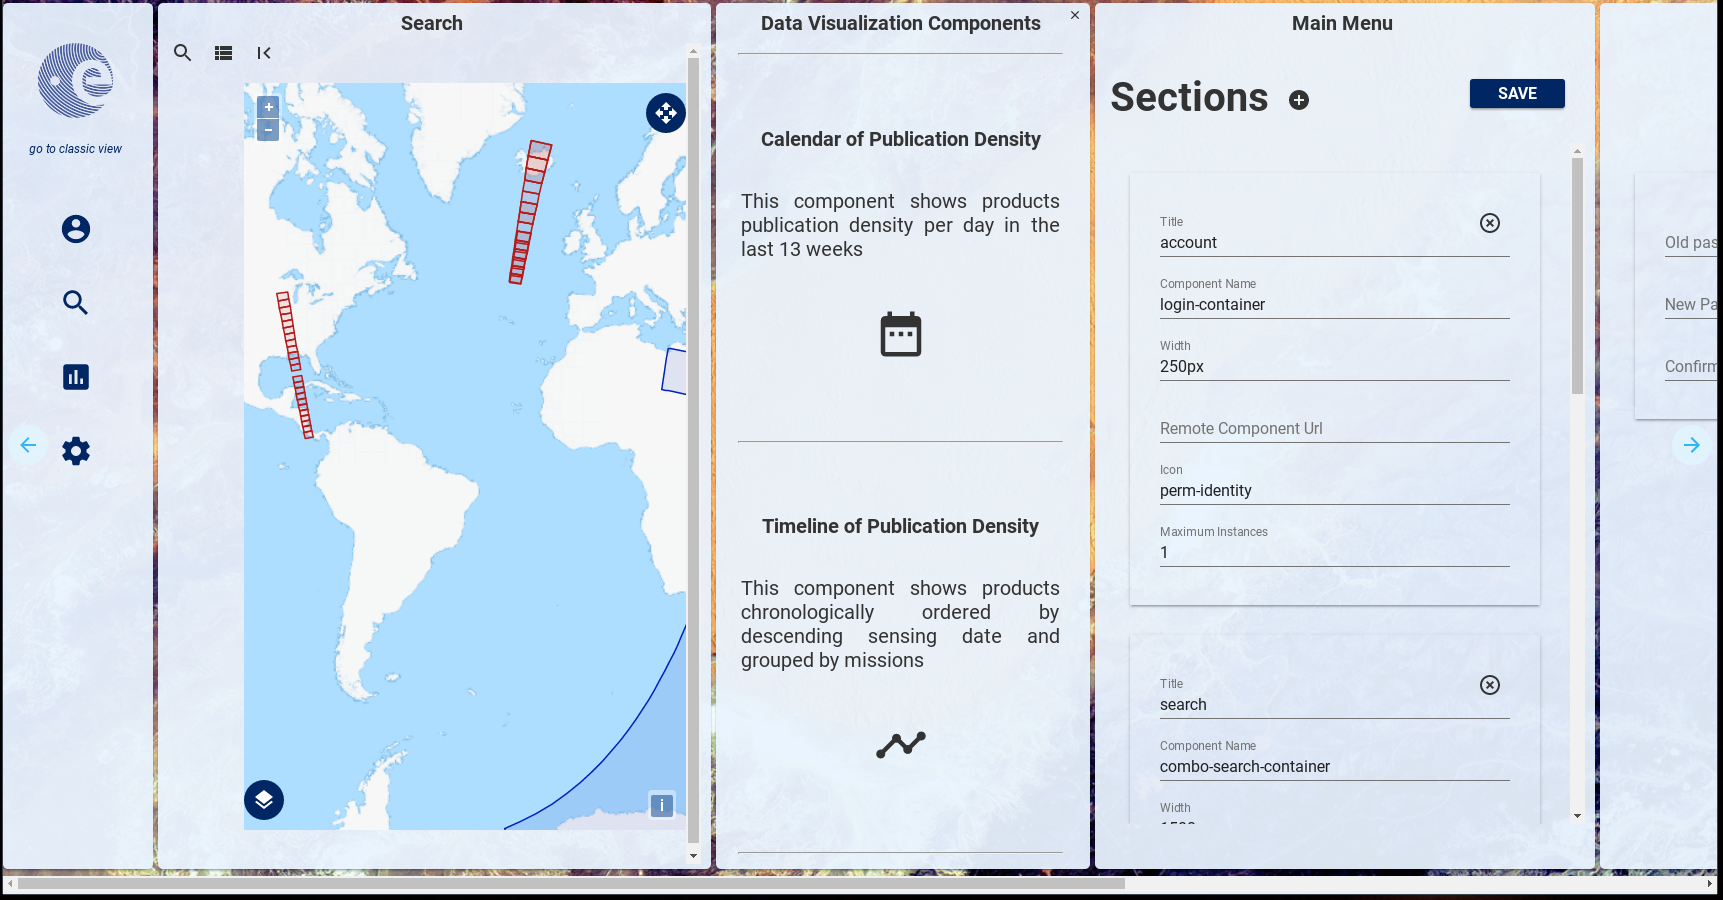 go to classic view
Search
+
−
i
Data Visualization Components
×
Calendar of Publication Density
This component shows products
publication density per day in the
last 13 weeks
Timeline of Publication Density
This component shows products
chronologically ordered by
descending sensing date and
grouped by missions
Main Menu
Sections
SAVE
Title
account
Component Name
login-container
Width
250px
Remote Component Url
Icon
perm-identity
Maximum Instances
1
Title
search
Component Name
combo-search-container
Width
Old pas
New Pa
Confirm